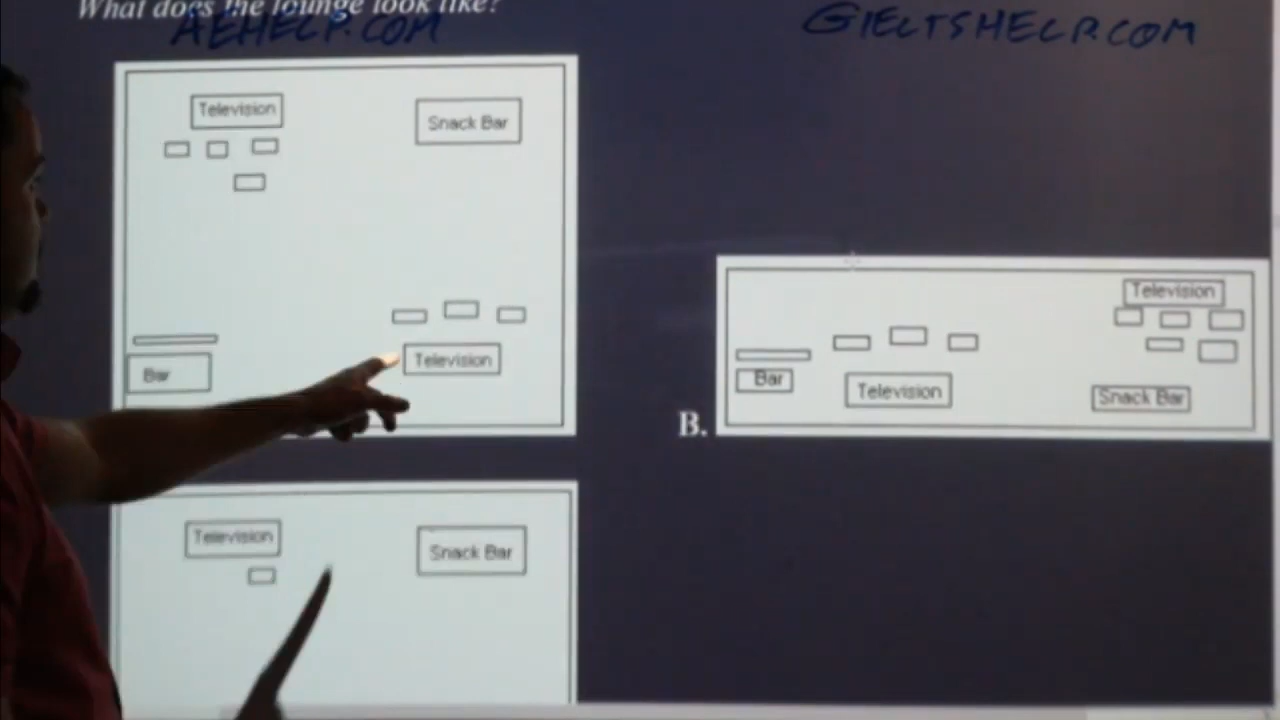 What does the lounge look like?
AEHELP.COM
GIELTSHELP.COM
Television
Snack Bar
Television
Bar
Television
Bar
Television
Snack Bar
B.
Television
Snack Bar